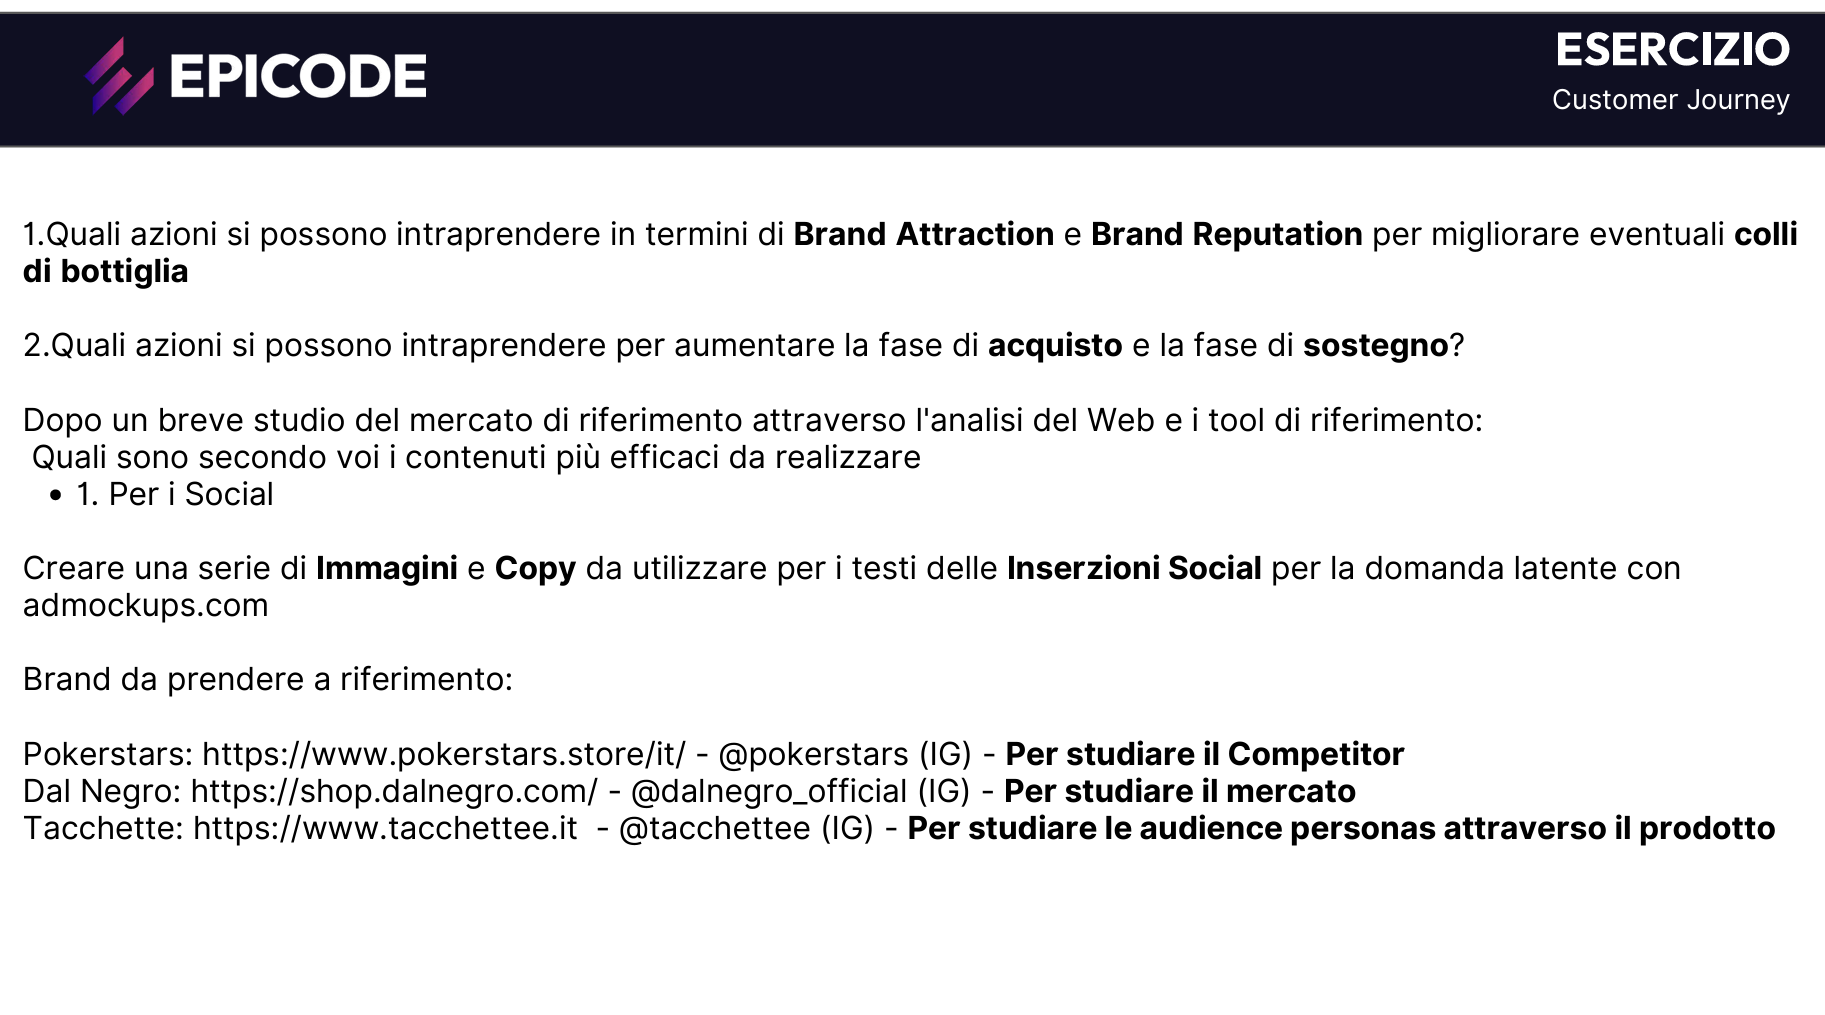 EPICODE
ESERCIZIO
Customer Journey
1.Quali azioni si possono intraprendere in termini di Brand Attraction e Brand Reputation per migliorare eventuali colli
di bottiglia
2.Quali azioni si possono intraprendere per aumentare la fase di acquisto e la fase di sostegno?
Dopo un breve studio del mercato di riferimento attraverso l'analisi del Web e i tool di riferimento:
Quali sono secondo voi i contenuti più efficaci da realizzare
• 1. Per i Social
Creare una serie di Immagini e Copy da utilizzare per i testi delle Inserzioni Social per la domanda latente con
admockups.com
Brand da prendere a riferimento:
Pokerstars: https://www.pokerstars.store/it/ - @pokerstars (IG) - Per studiare il Competitor
Dal Negro: https://shop.dalnegro.com/ - @dalnegro_official (IG) - Per studiare il mercato
Tacchette: https://www.tacchettee.it - @tacchettee (IG) - Per studiare le audience personas attraverso il prodotto